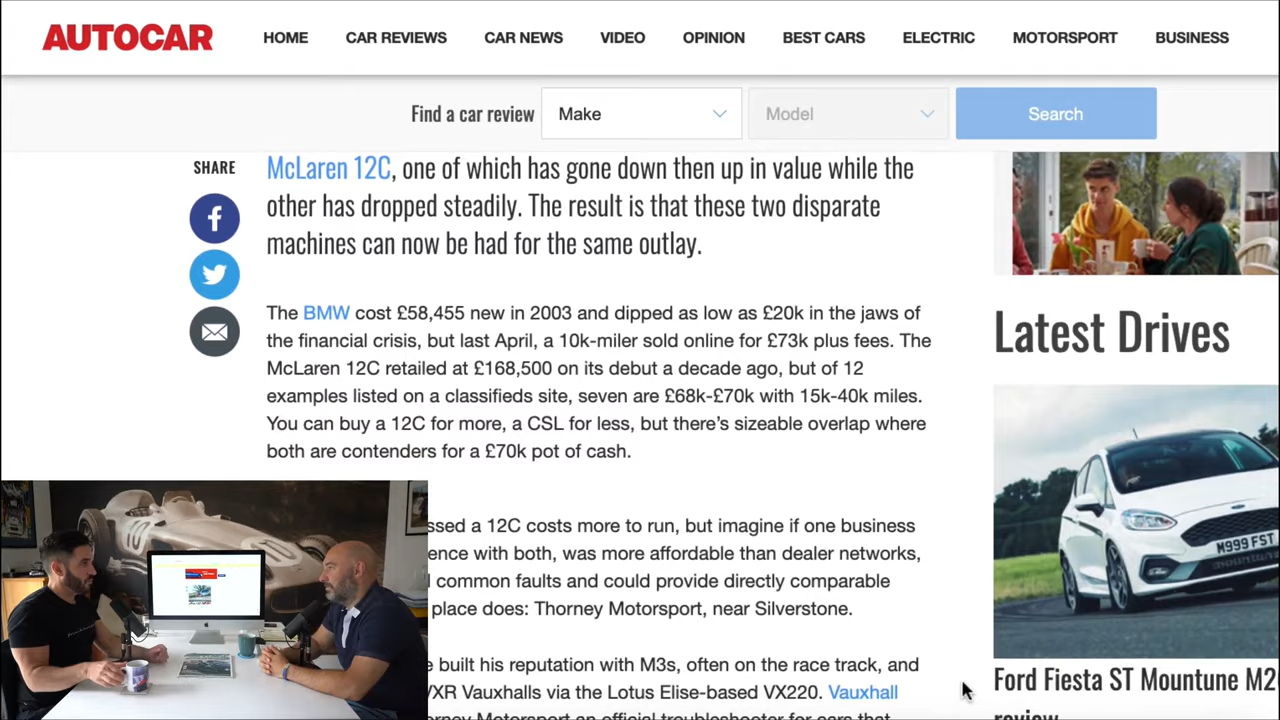 AUTOCAR
HOME CAR REVIEWS CAR NEWS VIDEO OPINION BEST CARS ELECTRIC MOTORSPORT BUSINESS
Find a car review Make Model Search
SHARE
McLaren 12C, one of which has gone down then up in value while the
other has dropped steadily. The result is that these two disparate
machines can now be had for the same outlay.
The BMW cost £58,455 new in 2003 and dipped as low as £20k in the jaws of
the financial crisis, but last April, a 10k-miler sold online for £73k plus fees. The
McLaren 12C retailed at £168,500 on its debut a decade ago, but of 12
examples listed on a classifieds site, seven are £68k-£70k with 15k-40k miles.
You can buy a 12C for more, a CSL for less, but there's sizeable overlap where
both are contenders for a £70k pot of cash.
ssed a 12C costs more to run, but imagine if one business
ence with both, was more affordable than dealer networks,
common faults and could provide directly comparable
place does: Thorney Motorsport, near Silverstone.
e built his reputation with M3s, often on the race track, and
VXR Vauxhalls via the Lotus Elise-based VX220. Vauxhall
orney Motorsport an official troubleshooter for cars that
Latest Drives
M999 FST
Ford Fiesta ST Mountune M2
review
10